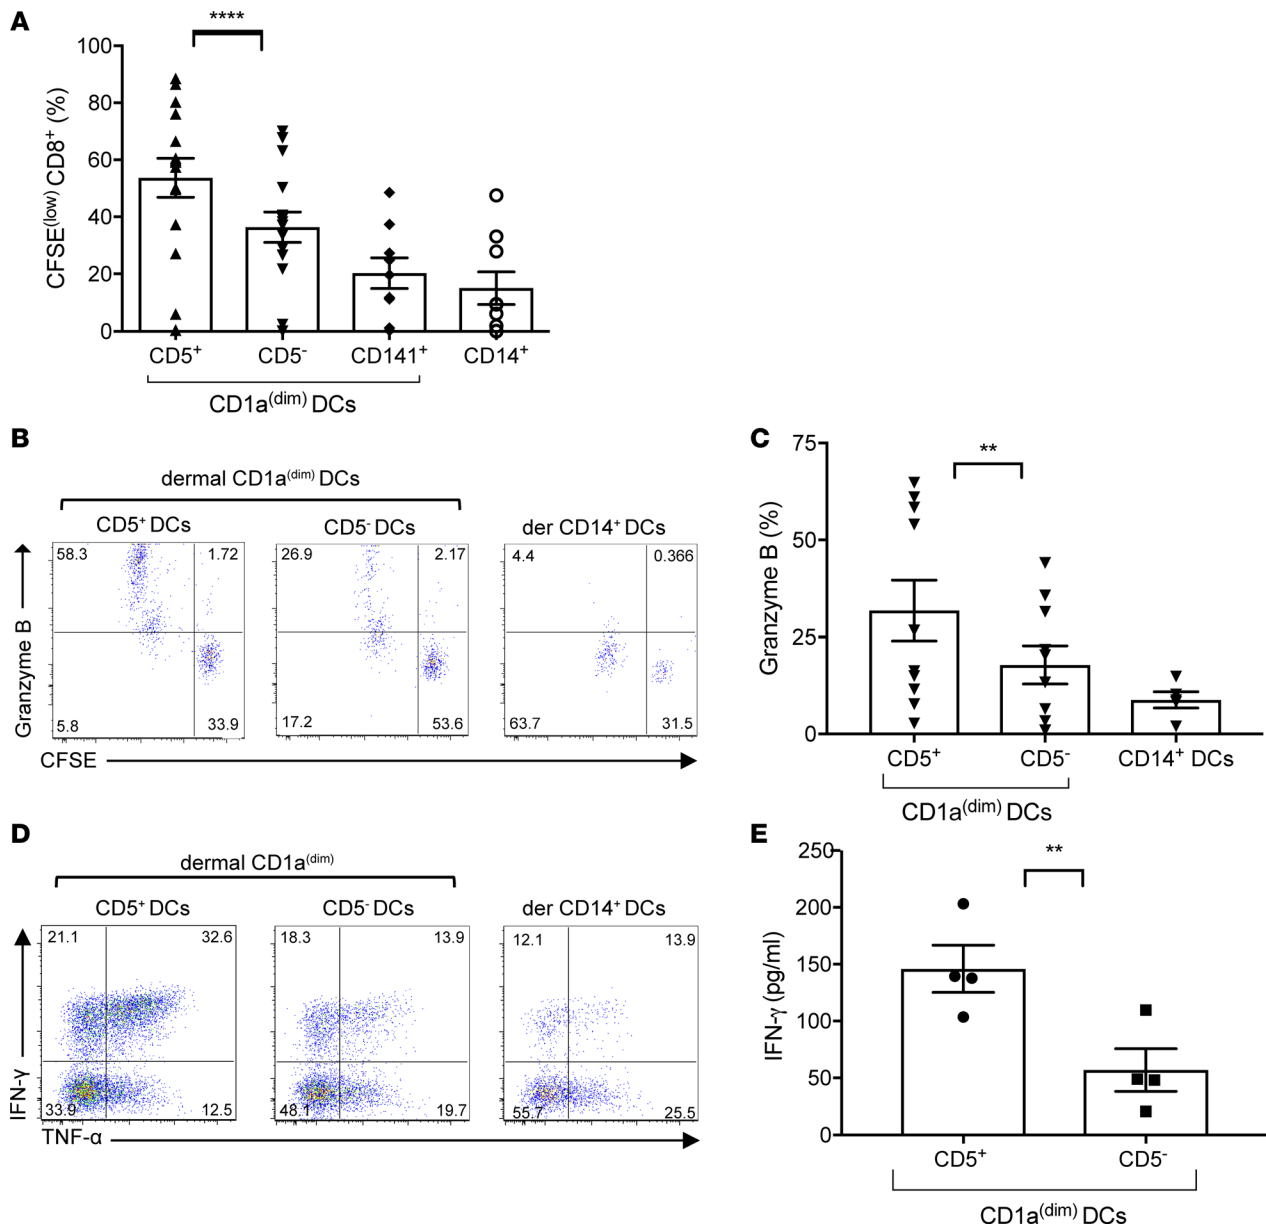 A
****
CFSE(low) CD8+ (%)
100
80
60
40
20
0
CD5+ CD5- CD141+ CD14+
CD1a(dim) DCs
B
dermal CD1a(dim) DCs
CD5+ DCs CD5- DCs der CD14+ DCs
58.3 1.72 26.9 2.17 4.4 0.366
5.8 33.9 17.2 53.6 63.7 31.5
Granzyme B
CFSE
C
**
Granzyme B (%)
75
50
25
0
CD5+ CD5- CD14+ DCs
CD1a(dim) DCs
D
dermal CD1a(dim)
CD5+ DCs CD5- DCs der CD14+ DCs
21.1 32.6 18.3 13.9 12.1 13.9
33.9 12.5 48.1 19.7 55.7 25.5
IFN-γ
TNF-α
E
**
IFN-γ (pg/ml)
250
200
150
100
50
0
CD5+ CD5-
CD1a(dim) DCs